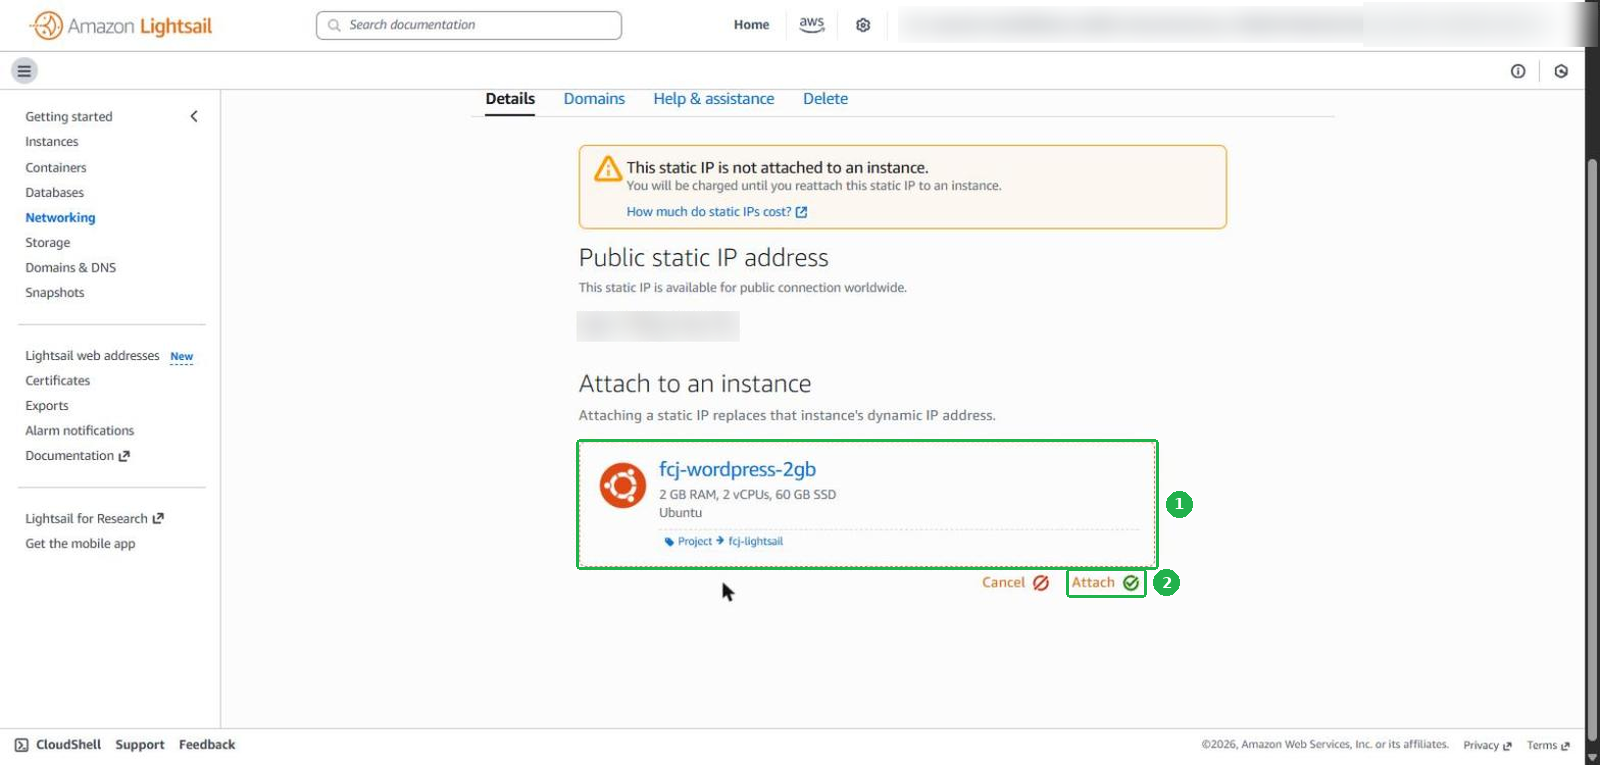 Amazon Lightsail
Search documentation
Home
aws
Details
Domains
Help & assistance
Delete
Getting started
Instances
Containers
Databases
Networking
Storage
Domains & DNS
Snapshots
Lightsail web addresses New
Certificates
Exports
Alarm notifications
Documentation
Lightsail for Research
Get the mobile app
This static IP is not attached to an instance.
You will be charged until you reattach this static IP to an instance.
How much do static IPs cost?
Public static IP address
This static IP is available for public connection worldwide.
Attach to an instance
Attaching a static IP replaces that instance's dynamic IP address.
fcj-wordpress-2gb
2 GB RAM, 2 vCPUs, 60 GB SSD
Ubuntu
Project → fcj-lightsail
1
Cancel
Attach
2
CloudShell
Support
Feedback
©2026, Amazon Web Services, Inc. or its affiliates.
Privacy
Terms